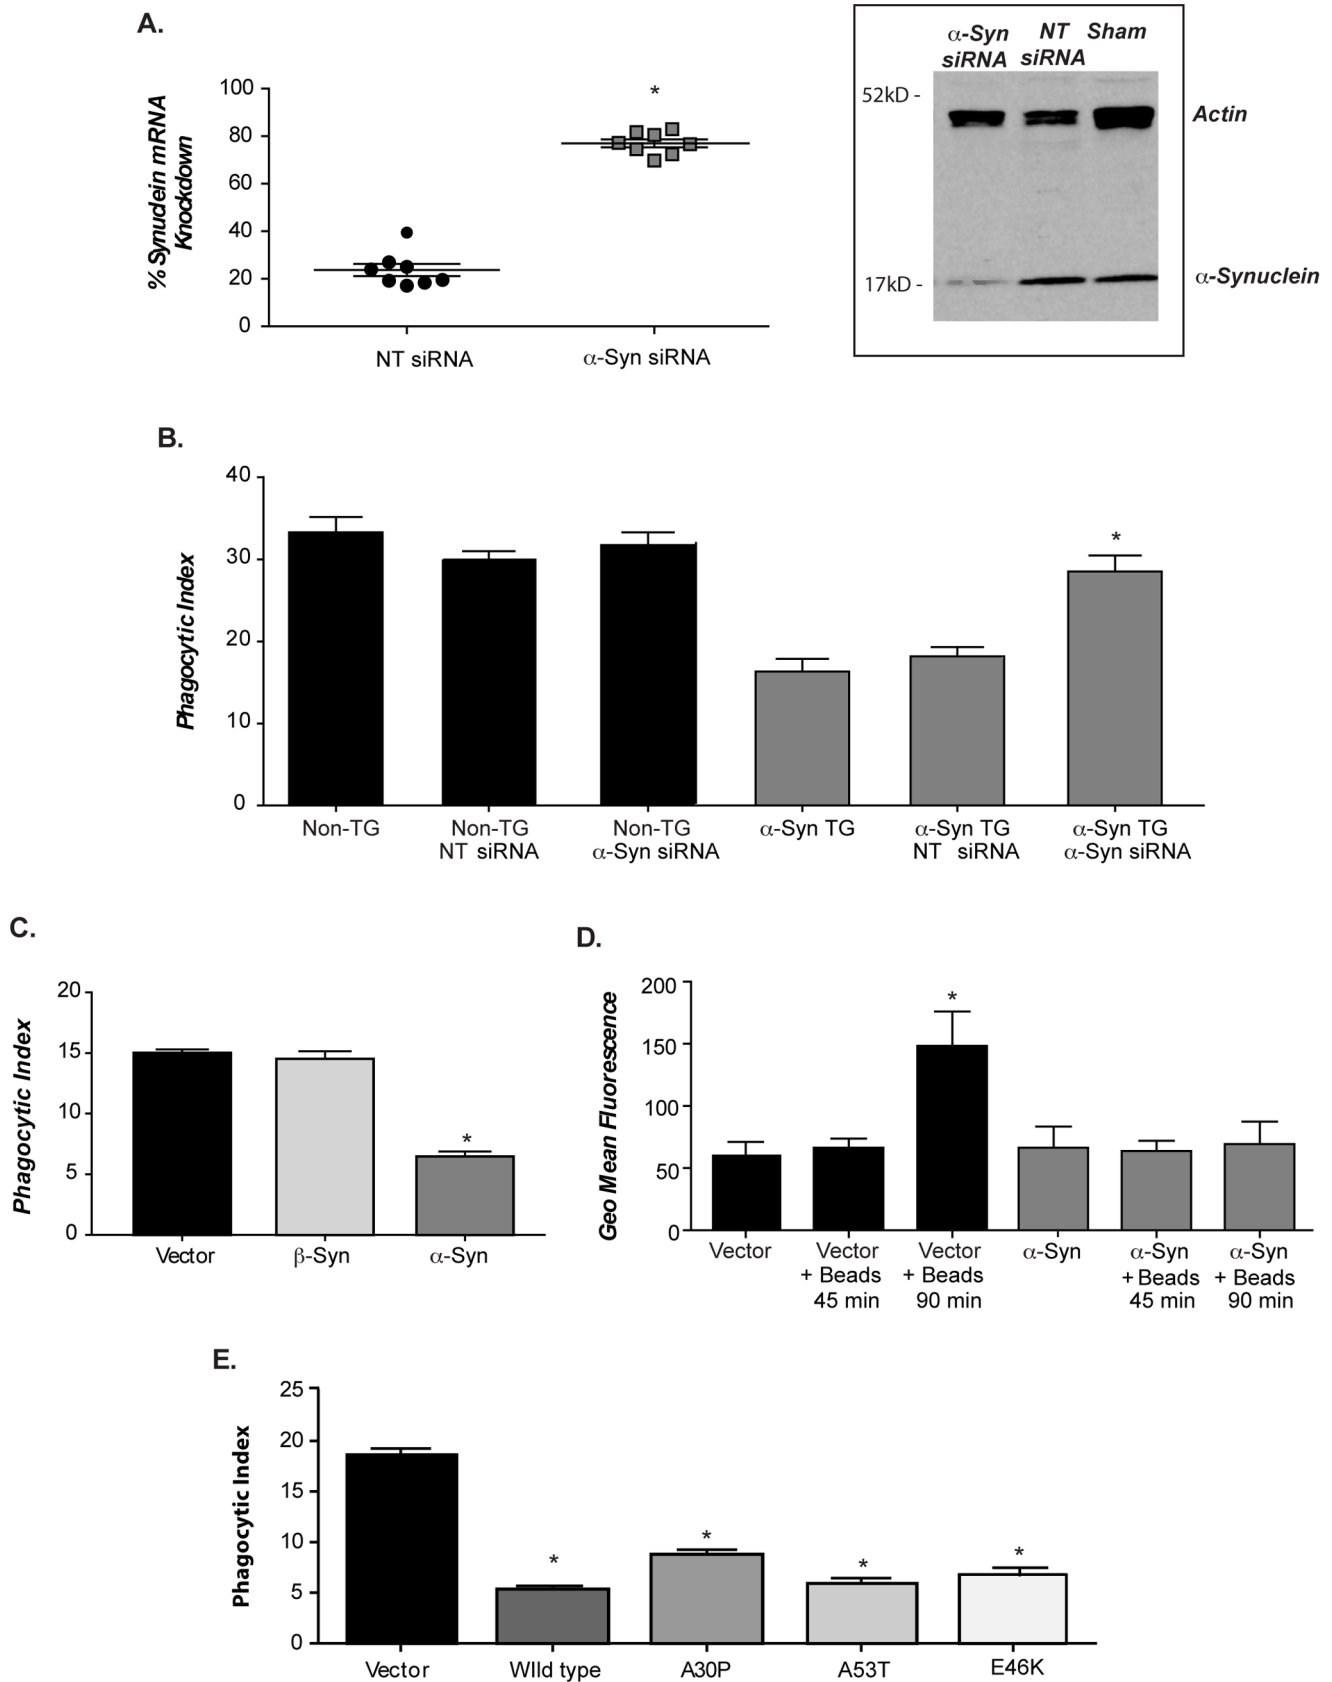 A.
% Synuclein mRNA
Knockdown
100
80
60
40
20
0
*
NT siRNA
α-Syn siRNA
α-Syn
siRNA
NT
siRNA
Sham
52kD -
17kD -
Actin
α-Synuclein
B.
Phagocytic Index
40
30
20
10
0
*
Non-TG
Non-TG
NT siRNA
Non-TG
α-Syn siRNA
α-Syn TG
α-Syn TG
NT siRNA
α-Syn TG
α-Syn siRNA
C.
Phagocytic Index
20
15
10
5
0
*
Vector
β-Syn
α-Syn
D.
Geo Mean Fluorescence
200
150
100
50
0
*
Vector
Vector
+ Beads
45 min
Vector
+ Beads
90 min
α-Syn
α-Syn
+ Beads
45 min
α-Syn
+ Beads
90 min
E.
Phagocytic Index
25
20
15
10
5
0
*
*
*
*
Vector
WIld type
A30P
A53T
E46K